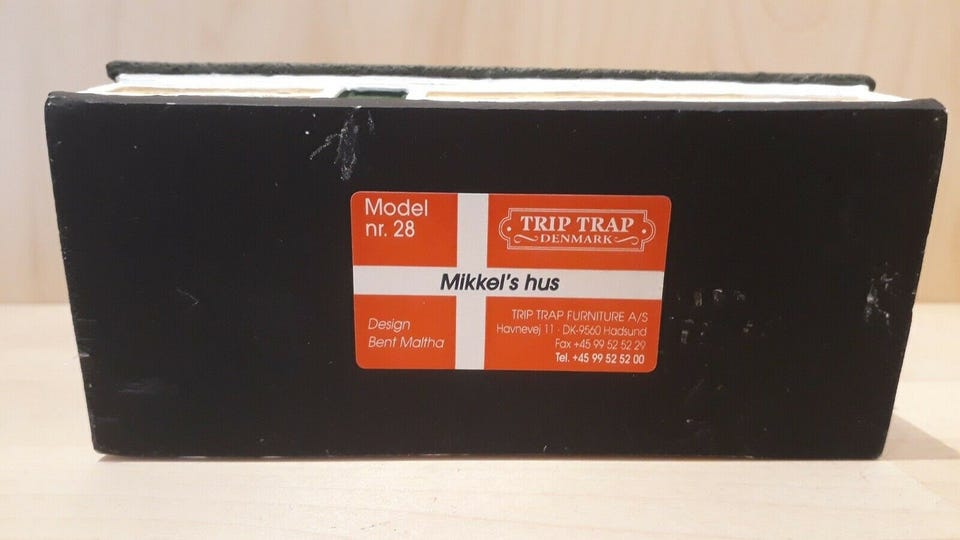 Model
nr. 28
TRIP TRAP
DENMARK
Mikkel's hus
Design
Bent Maltha
TRIP TRAP FURNITURE A/S
Havnevej 11 · DK-9560 Hadsund
Fax +45 99 52 52 29
Tel. +45 99 52 52 00